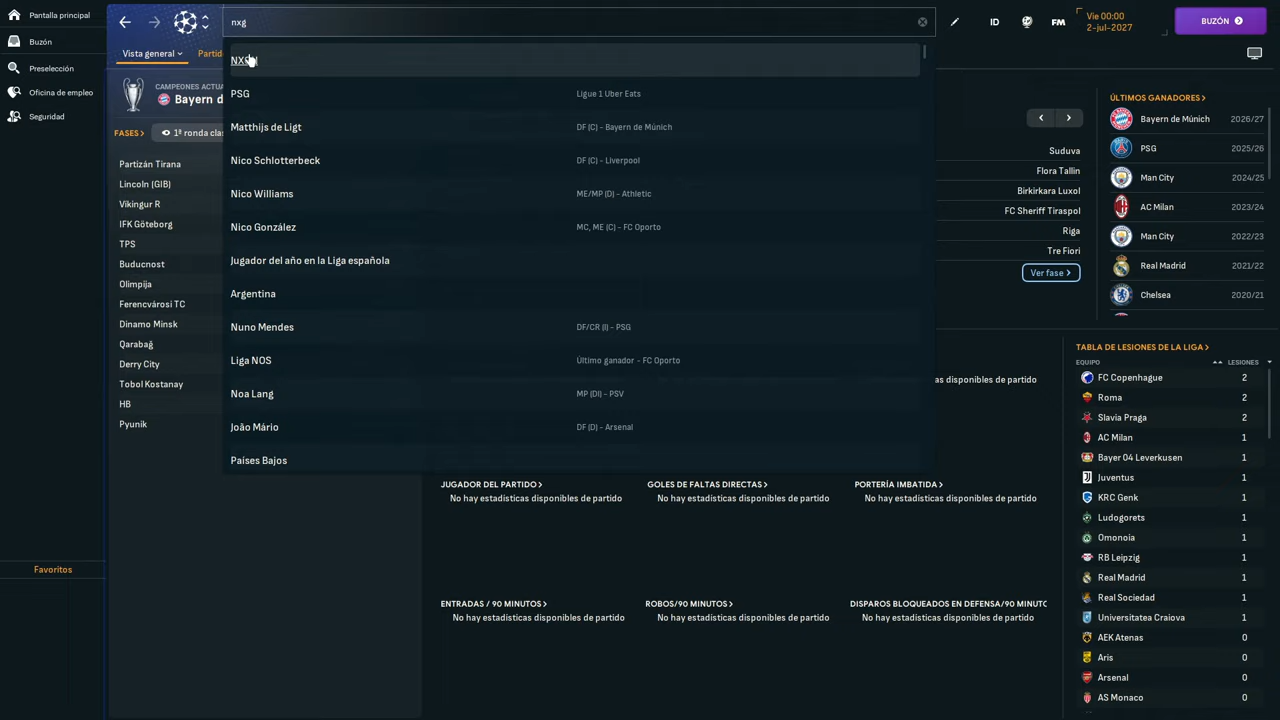 Pantalla principal
Buzón
Preselección
Oficina de empleo
Seguridad
Favoritos
nxg
ID
FM
Vie 00:00
2-jul-2027
BUZÓN
Vista general
Partid
CAMPEONES ACTUA
Bayern d
FASES >
1ª ronda clas
Partizán Tirana
Lincoln (GIB)
Vikingur R
IFK Göteborg
TPS
Buducnost
Olimpija
Ferencvárosi TC
Dinamo Minsk
Qarabağ
Derry City
Tobol Kostanay
HB
Pyunik
PSG Ligue 1 Uber Eats
Matthijs de Ligt DF (C) - Bayern de Múnich
Nico Schlotterbeck DF (C) - Liverpool
Nico Williams ME/MP (D) - Athletic
Nico González MC, ME (C) - FC Oporto
Jugador del año en la Liga española
Argentina
Nuno Mendes DF/CR (I) - PSG
Liga NOS Último ganador - FC Oporto
Noa Lang MP (DI) - PSV
João Mário DF (D) - Arsenal
Países Bajos
Suduva
Flora Tallin
Birkirkara Luxol
FC Sheriff Tiraspol
Riga
Tre Fiori
Ver fase >
as disponibles de partido
JUGADOR DEL PARTIDO >
No hay estadísticas disponibles de partido
GOLES DE FALTAS DIRECTAS >
No hay estadísticas disponibles de partido
PORTERÍA IMBATIDA >
No hay estadísticas disponibles de partido
ENTRADAS / 90 MINUTOS >
No hay estadísticas disponibles de partido
ROBOS/90 MINUTOS >
No hay estadísticas disponibles de partido
DISPAROS BLOQUEADOS EN DEFENSA/90 MINUTO
No hay estadísticas disponibles de partido
ÚLTIMOS GANADORES >
Bayern de Múnich 2026/27
PSG 2025/26
Man City 2024/25
AC Milan 2023/24
Man City 2022/23
Real Madrid 2021/22
Chelsea 2020/21
TABLA DE LESIONES DE LA LIGA >
EQUIPO LESIONES
FC Copenhague 2
Roma 2
Slavia Praga 2
AC Milan 1
Bayer 04 Leverkusen 1
Juventus 1
KRC Genk 1
Ludogorets 1
Omonoia 1
RB Leipzig 1
Real Madrid 1
Real Sociedad 1
Universitatea Craiova 1
AEK Atenas 0
Aris 0
Arsenal 0
AS Monaco 0